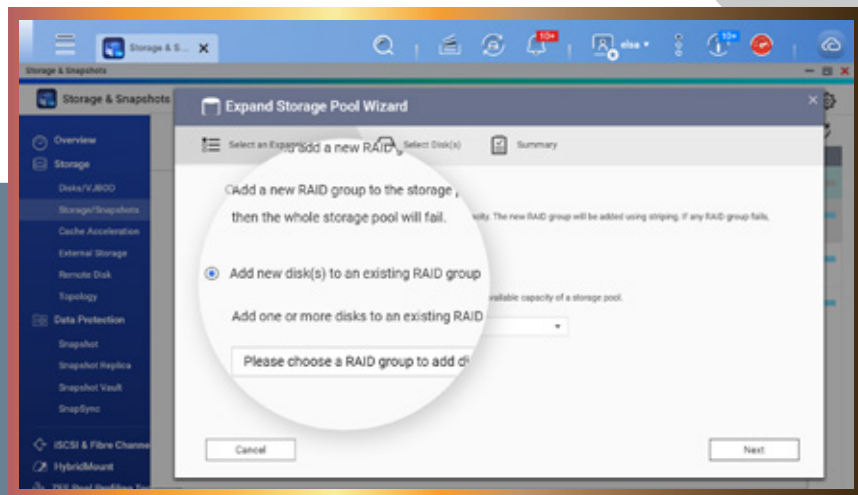 Storage & S...
10+
elsa
10+
Storage & Snapshots
Storage & Snapshots
Expand Storage Pool Wizard
Select an Expan
Select Disk(s)
Summary
Overview
Storage
Disks/VJBOD
Storage/Snapshots
Cache Acceleration
External Storage
Remote Disk
Topology
Data Protection
Snapshot
Snapshot Replica
Snapshot Vault
SnapSync
iSCSI & Fibre Channe
HybridMount
add a new RAID g
Add a new RAID group to the storage
then the whole storage pool will fail.
The new RAID group will be added using striping. If any RAID group fails,
Add new disk(s) to an existing RAID group
available capacity of a storage pool.
Add one or more disks to an existing RAID
Please choose a RAID group to add di
Cancel
Next